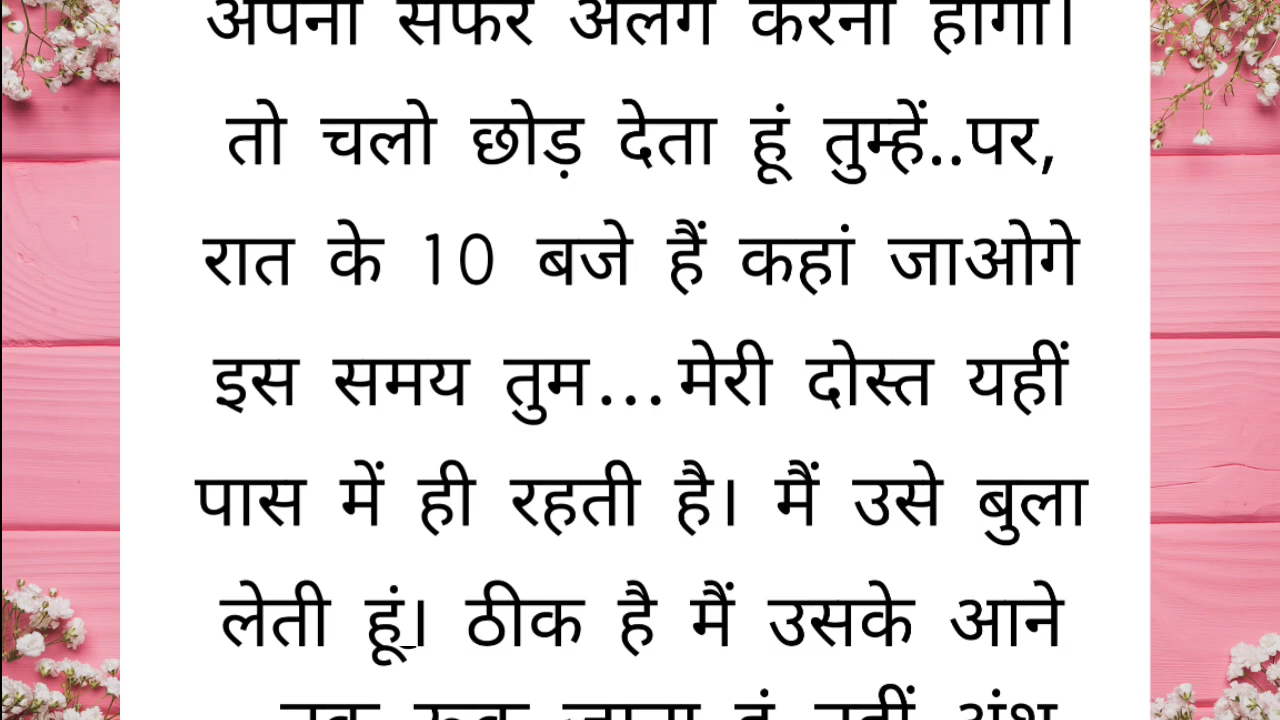 अपना सफर अलग करना होगा।
तो चलो छोड़ देता हूं तुम्हें..पर,
रात के 10 बजे हैं कहां जाओगे
इस समय तुम...मेरी दोस्त यहीं
पास में ही रहती है। मैं उसे बुला
लेती हूं। ठीक है मैं उसके आने